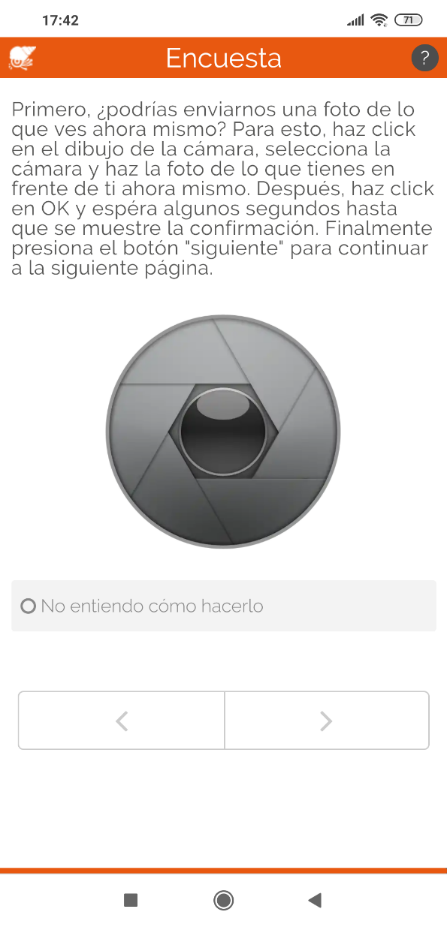 17:42
71
Encuesta
?
Primero, ¿podrías enviarnos una foto de lo
que ves ahora mismo? Para esto, haz click
en el dibujo de la cámara, selecciona la
cámara y haz la foto de lo que tienes en
frente de ti ahora mismo. Después, haz click
en OK y espéra algunos segundos hasta
que se muestre la confirmación. Finalmente
presiona el botón "siguiente" para continuar
a la siguiente página.
No entiendo cómo hacerlo